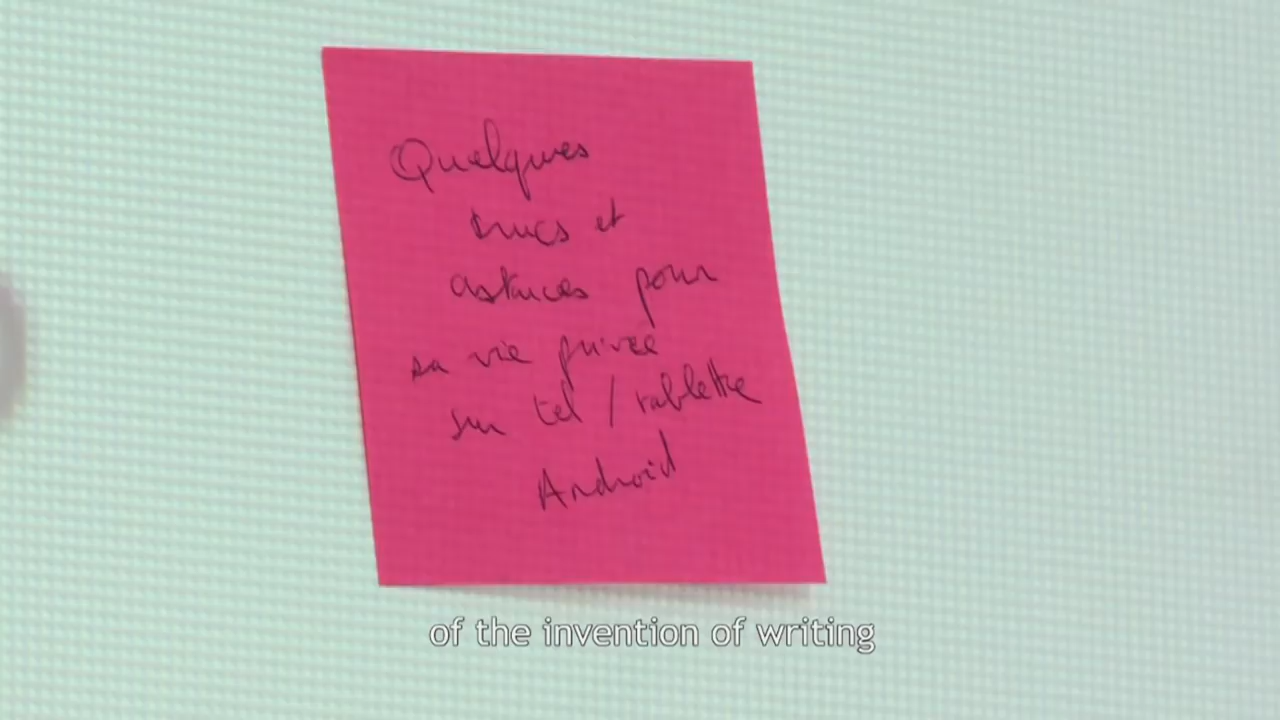 Quelques
trucs et
astuces pour
sa vie privée
sur tel / tablette
Android
of the invention of writing